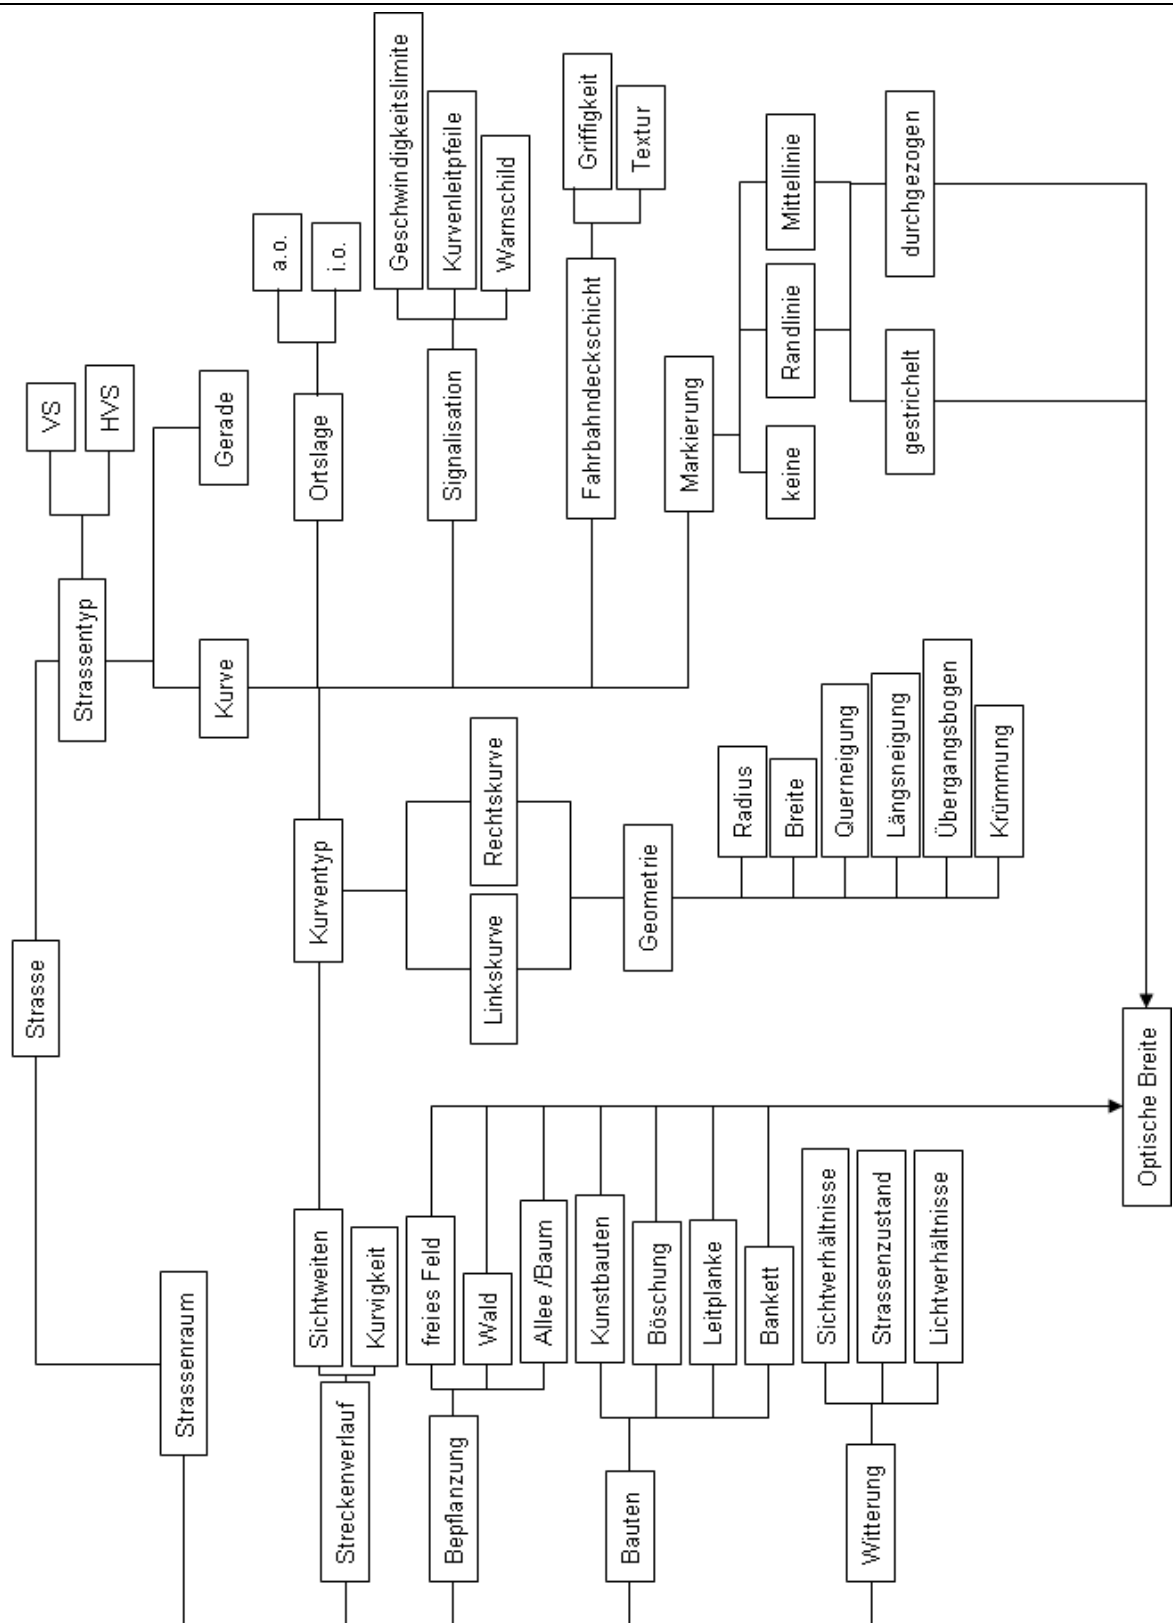 Strasse
Strassenraum
Strassentyp
VS
HVS
Kurve
Gerade
Streckenverlauf
Sichtweiten
Kurvigkeit
Kurventyp
Ortslage
a.o.
i.o.
Bepflanzung
freies Feld
Wald
Allee /Baum
Linkskurve
Rechtskurve
Signalisation
Geschwindigkeitslimite
Kurvenleitpfeile
Warnschild
Bauten
Kunstbauten
Böschung
Leitplanke
Bankett
Geometrie
Radius
Breite
Querneigung
Längsneigung
Übergangsbogen
Krümmung
Fahrbahndeckschicht
Griffigkeit
Textur
Markierung
keine
Randlinie
Mittellinie
gestrichelt
durchgezogen
Witterung
Sichtverhältnisse
Strassenzustand
Lichtverhältnisse
Optische Breite